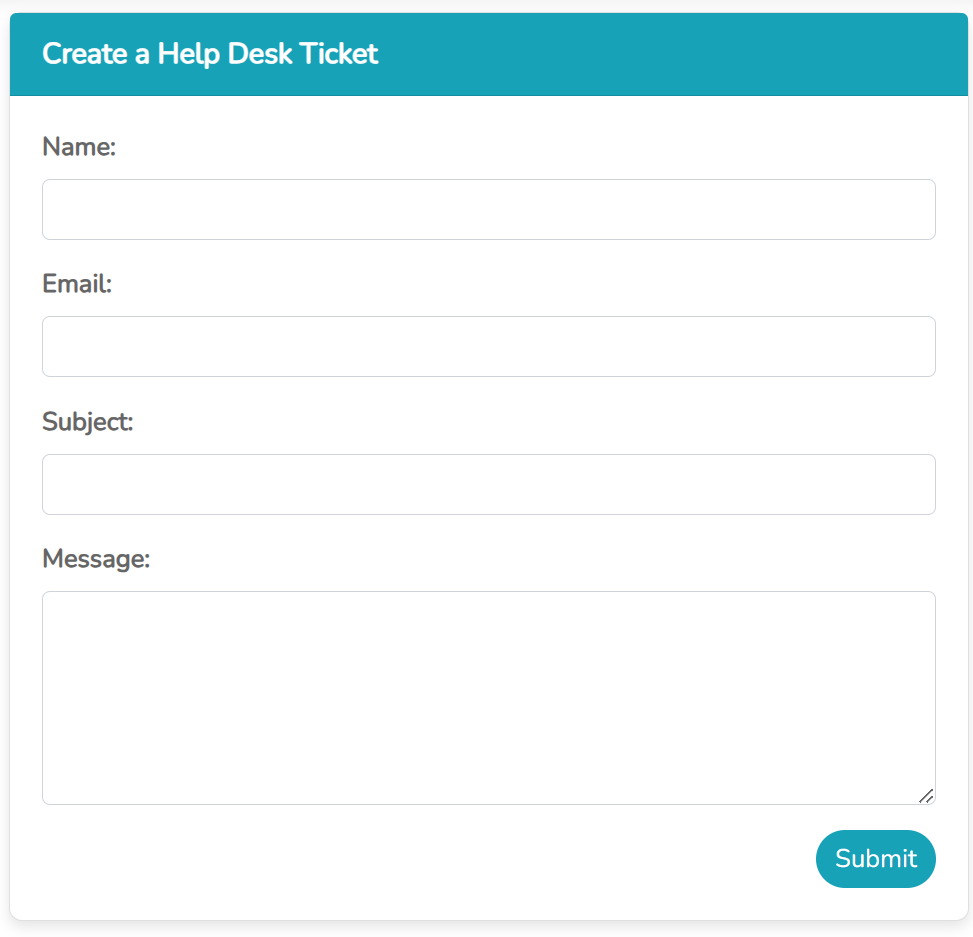 Create a Help Desk Ticket
Name:
Email:
Subject:
Message:
Submit